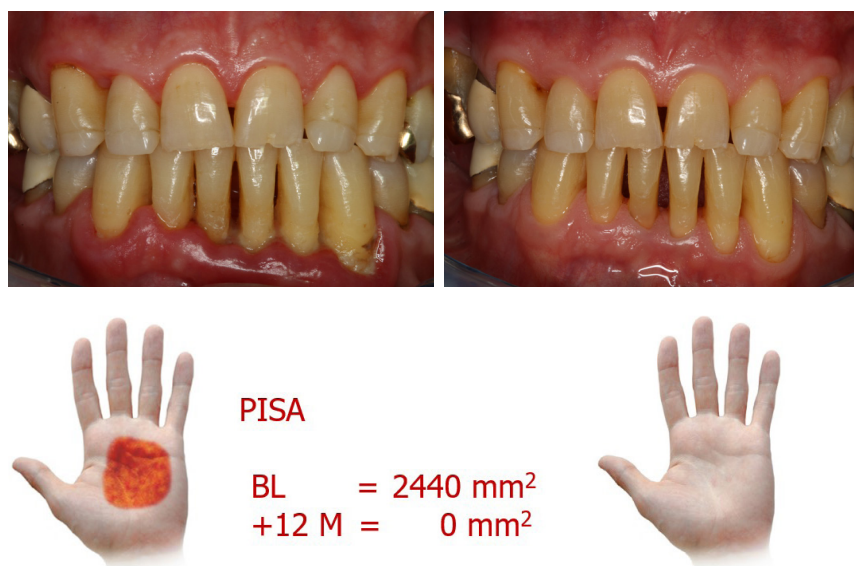 PISA
BL = 2440 mm²
+12 M = 0 mm²